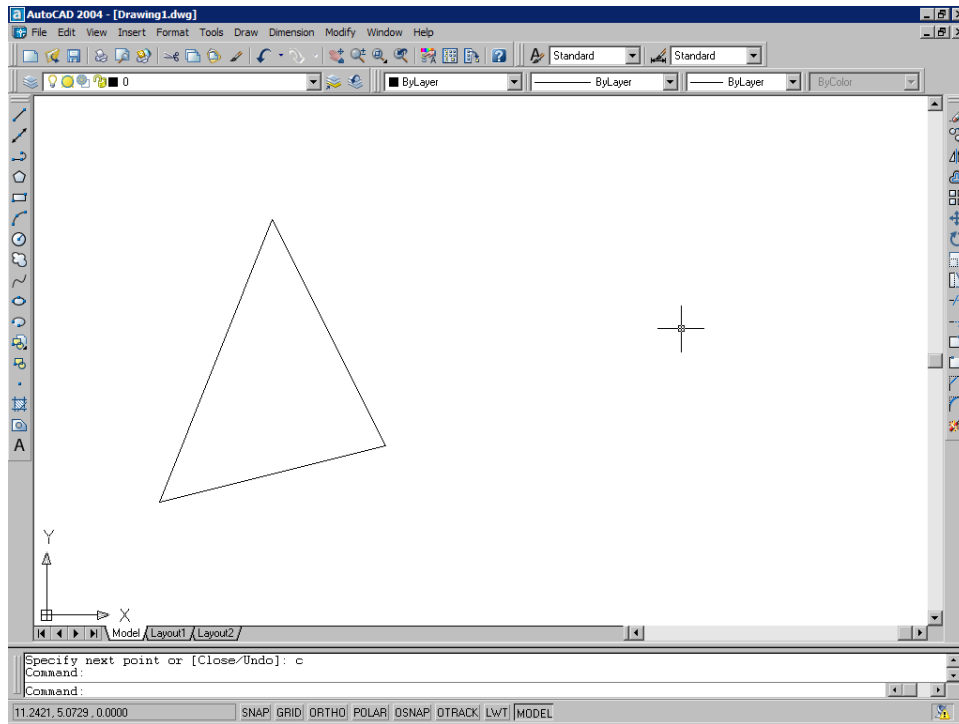 AutoCAD 2004 - [Drawing1.dwg]
File Edit View Insert Format Tools Draw Dimension Modify Window Help
Standard Standard
0 ByLayer ByLayer ByLayer ByColor
A
Y
X
Model Layout1 Layout2
Specify next point or [Close/Undo]: c
Command:
Command:
11.2421, 5.0729 , 0.0000 SNAP GRID ORTHO POLAR OSNAP OTRACK LWT MODEL